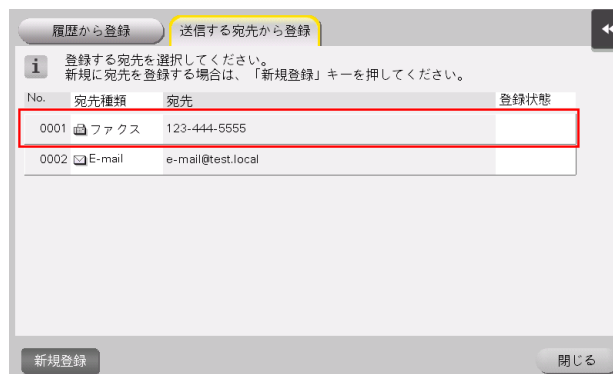 履歴から登録 送信する宛先から登録
登録する宛先を選択してください。
新規に宛先を登録する場合は、「新規登録」キーを押してください。
No. 宛先種類 宛先 登録状態
0001 ファクス 123-444-5555
0002 E-mail e-mail@test.local
新規登録 閉じる